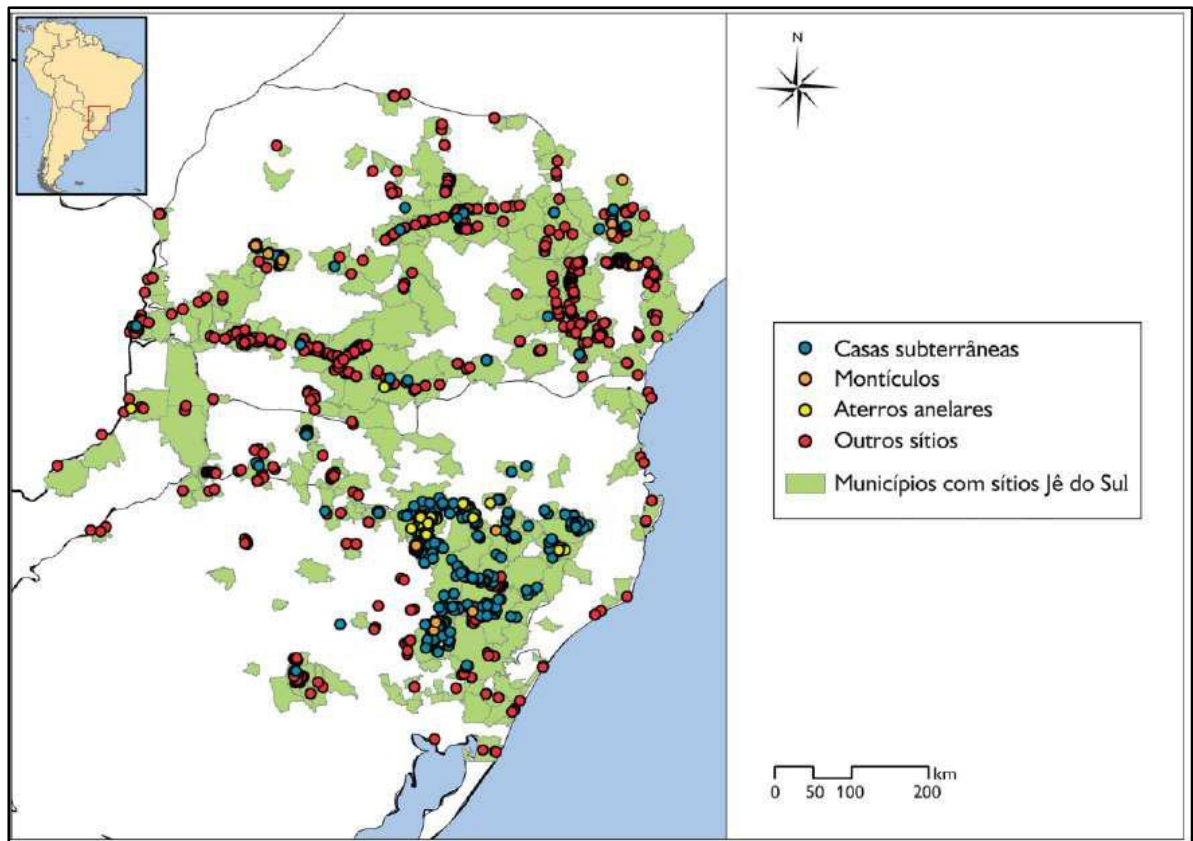 N
Casas subterrâneas
Montículos
Aterros anelares
Outros sítios
Municípios com sítios Jê do Sul
km
0 50 100 200